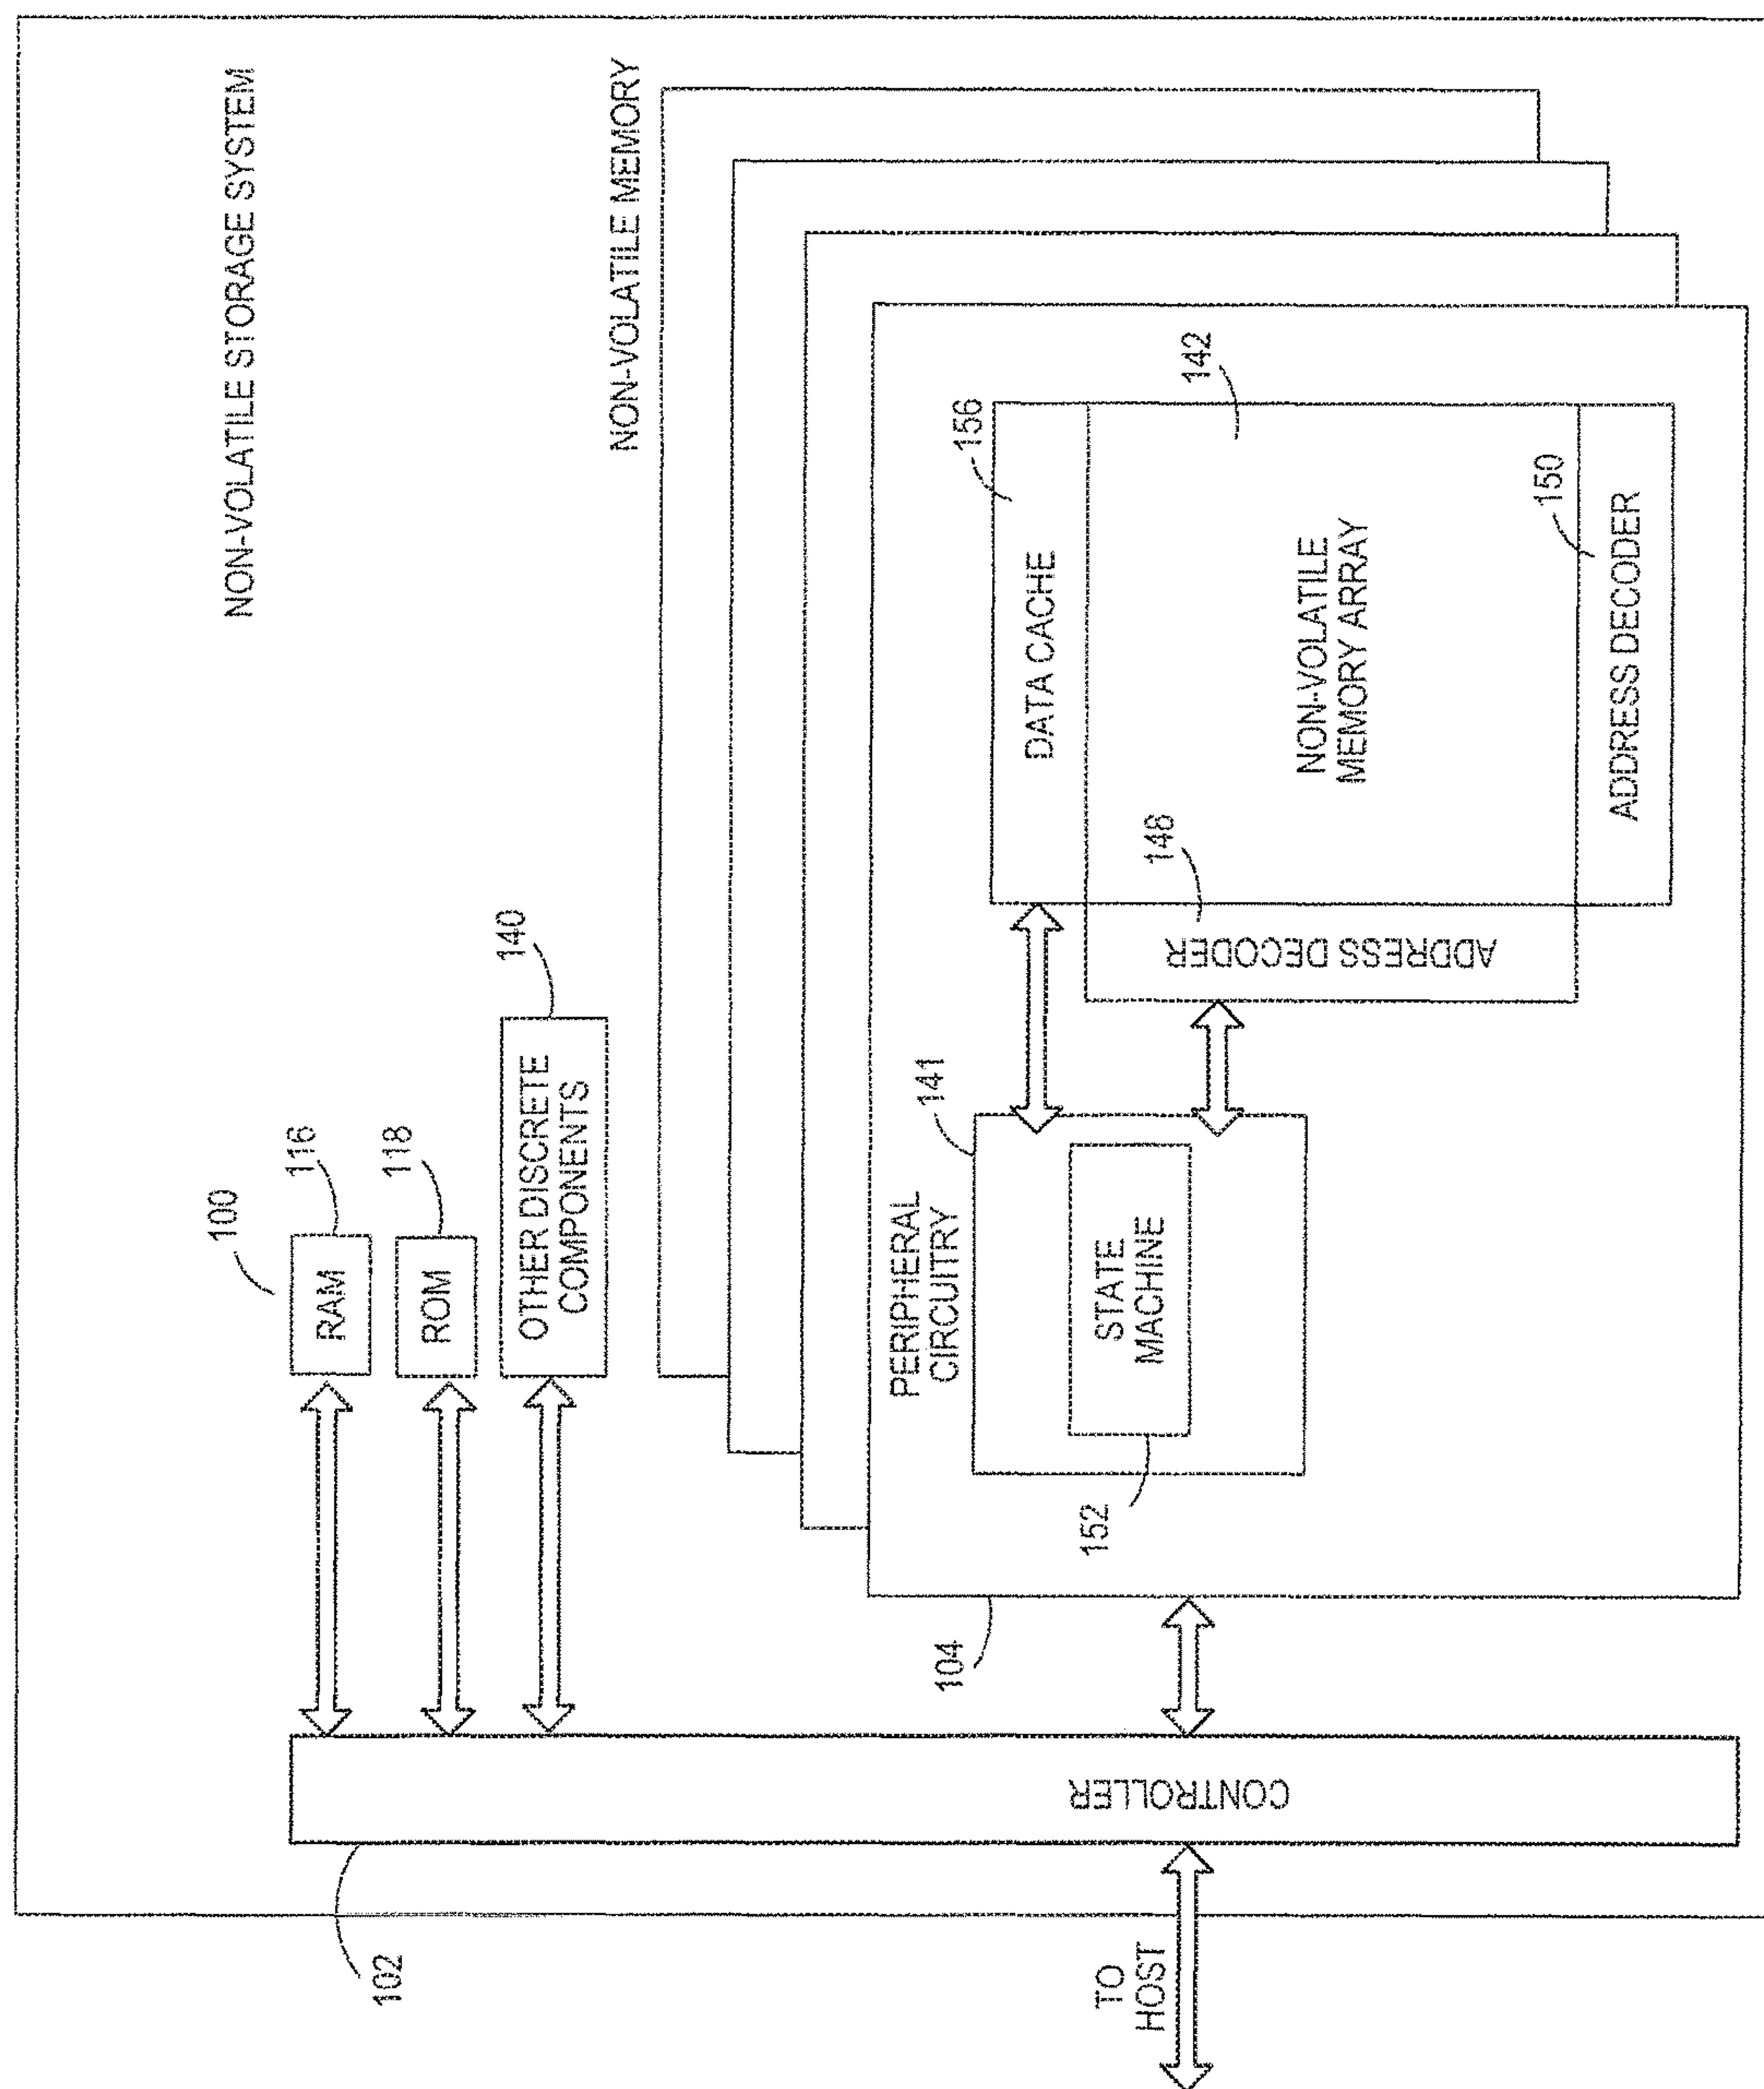 NON-VOLATILE STORAGE SYSTEM
100
RAM
116
ROM
118
OTHER DISCRETE
COMPONENTS
140
NON-VOLATILE MEMORY
102
CONTROLLER
TO
HOST
104
PERIPHERAL
CIRCUITRY
141
STATE
MACHINE
152
DATA CACHE
156
ADDRESS DECODER
148
NON-VOLATILE
MEMORY ARRAY
142
ADDRESS DECODER
150